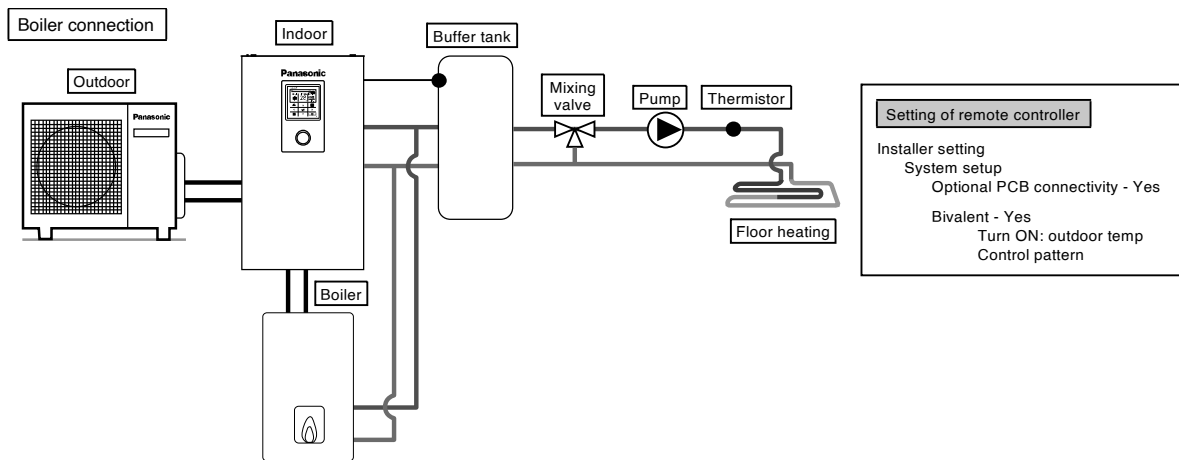 Boiler connection
Indoor
Buffer tank
Outdoor
Panasonic
Panasonic
Mixing
valve
Pump
Thermistor
Setting of remote controller
Installer setting
System setup
Optional PCB connectivity - Yes
Bivalent - Yes
Turn ON: outdoor temp
Control pattern
Floor heating
Boiler